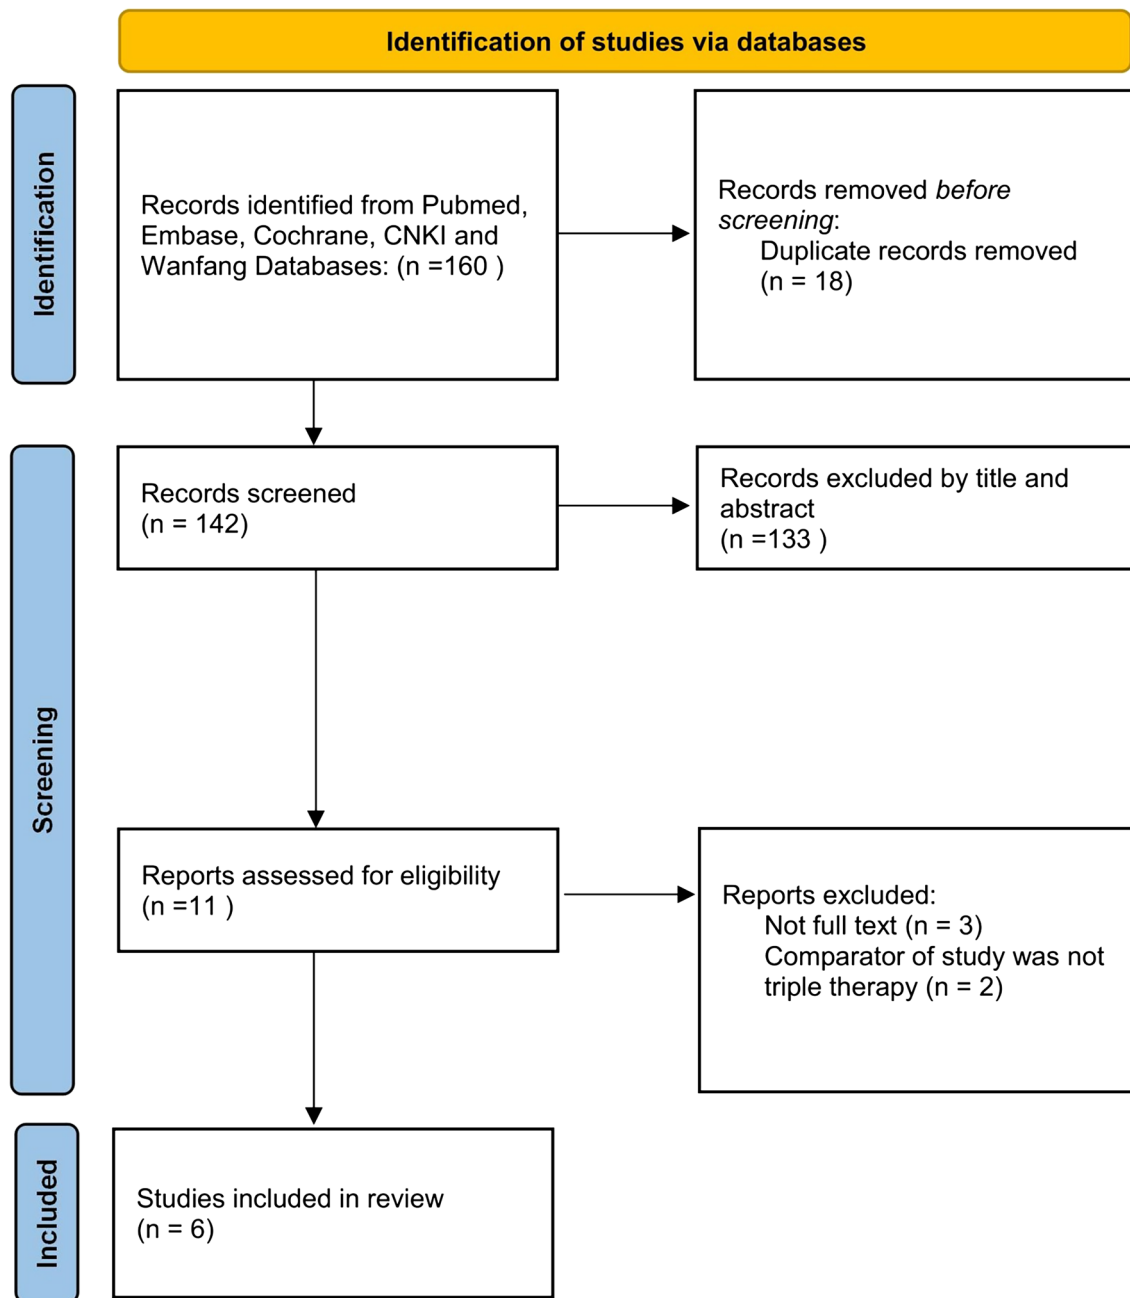 Identification of studies via databases
Identification
Records identified from Pubmed,
Embase, Cochrane, CNKI and
Wanfang Databases: (n =160 )
Records removed before
screening:
Duplicate records removed
(n = 18)
Screening
Records screened
(n = 142)
Records excluded by title and
abstract
(n =133 )
Reports assessed for eligibility
(n =11 )
Reports excluded:
Not full text (n = 3)
Comparator of study was not
triple therapy (n = 2)
Included
Studies included in review
(n = 6)